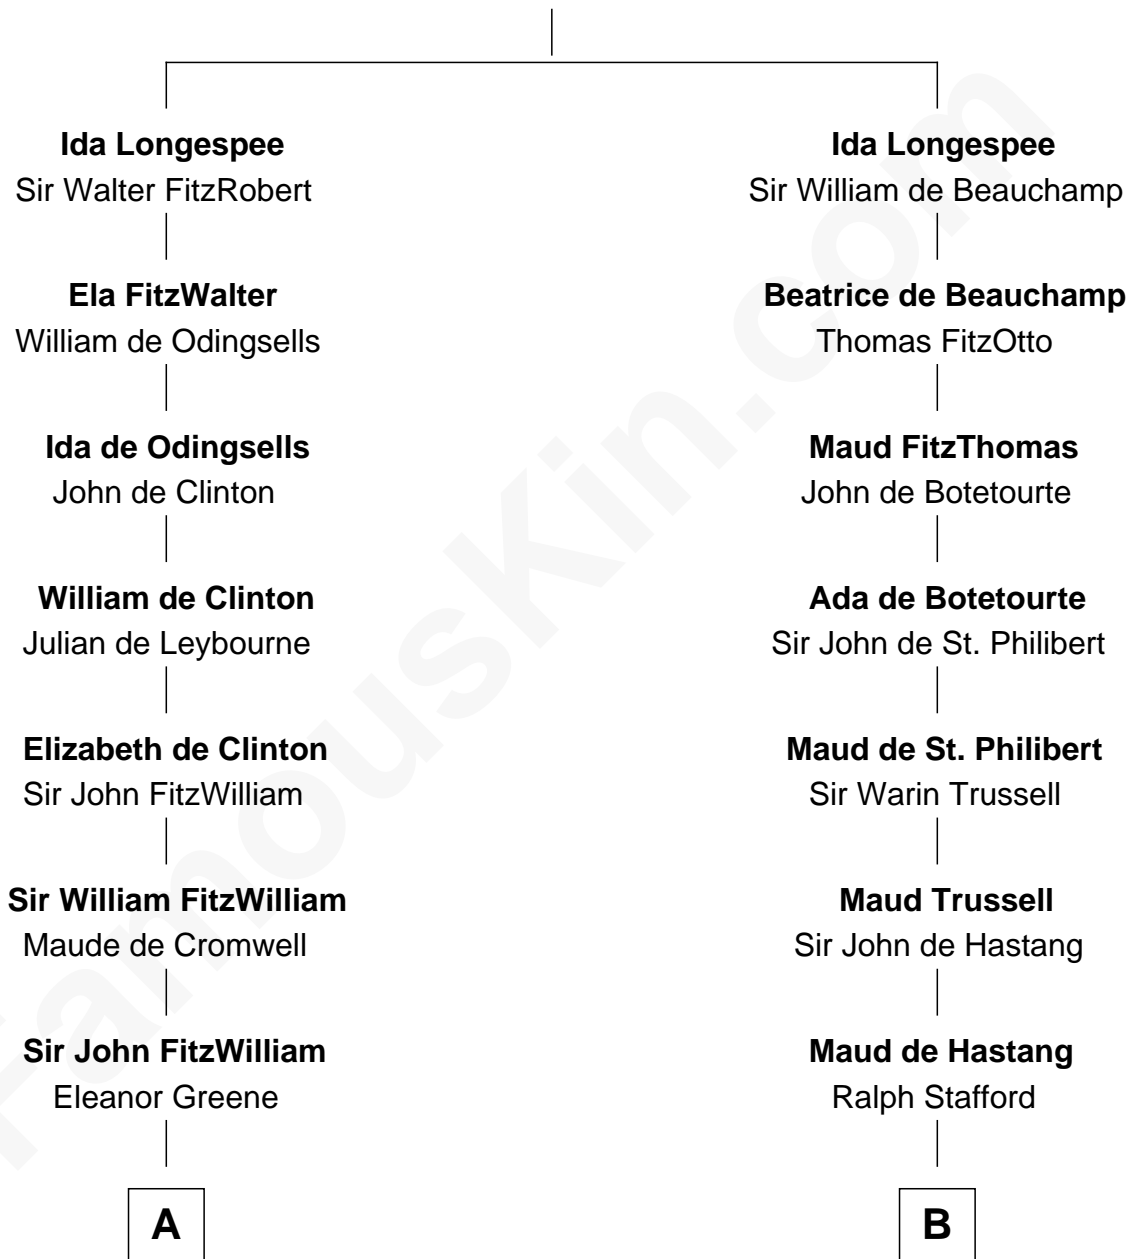 Ida Longespee
Sir Walter FitzRobert
Ela FitzWalter
William de Odingsells
Ida de Odingsells
John de Clinton
William de Clinton
Julian de Leybourne
Elizabeth de Clinton
Sir John FitzWilliam
Sir William FitzWilliam
Maude de Cromwell
Sir John FitzWilliam
Eleanor Greene
A
Ida Longespee
Sir William de Beauchamp
Beatrice de Beauchamp
Thomas FitzOtto
Maud FitzThomas
John de Botetourte
Ada de Botetourte
Sir John de St. Philibert
Maud de St. Philibert
Sir Warin Trussell
Maud Trussell
Sir John de Hastang
Maud de Hastang
Ralph Stafford
B
FamousKin.com